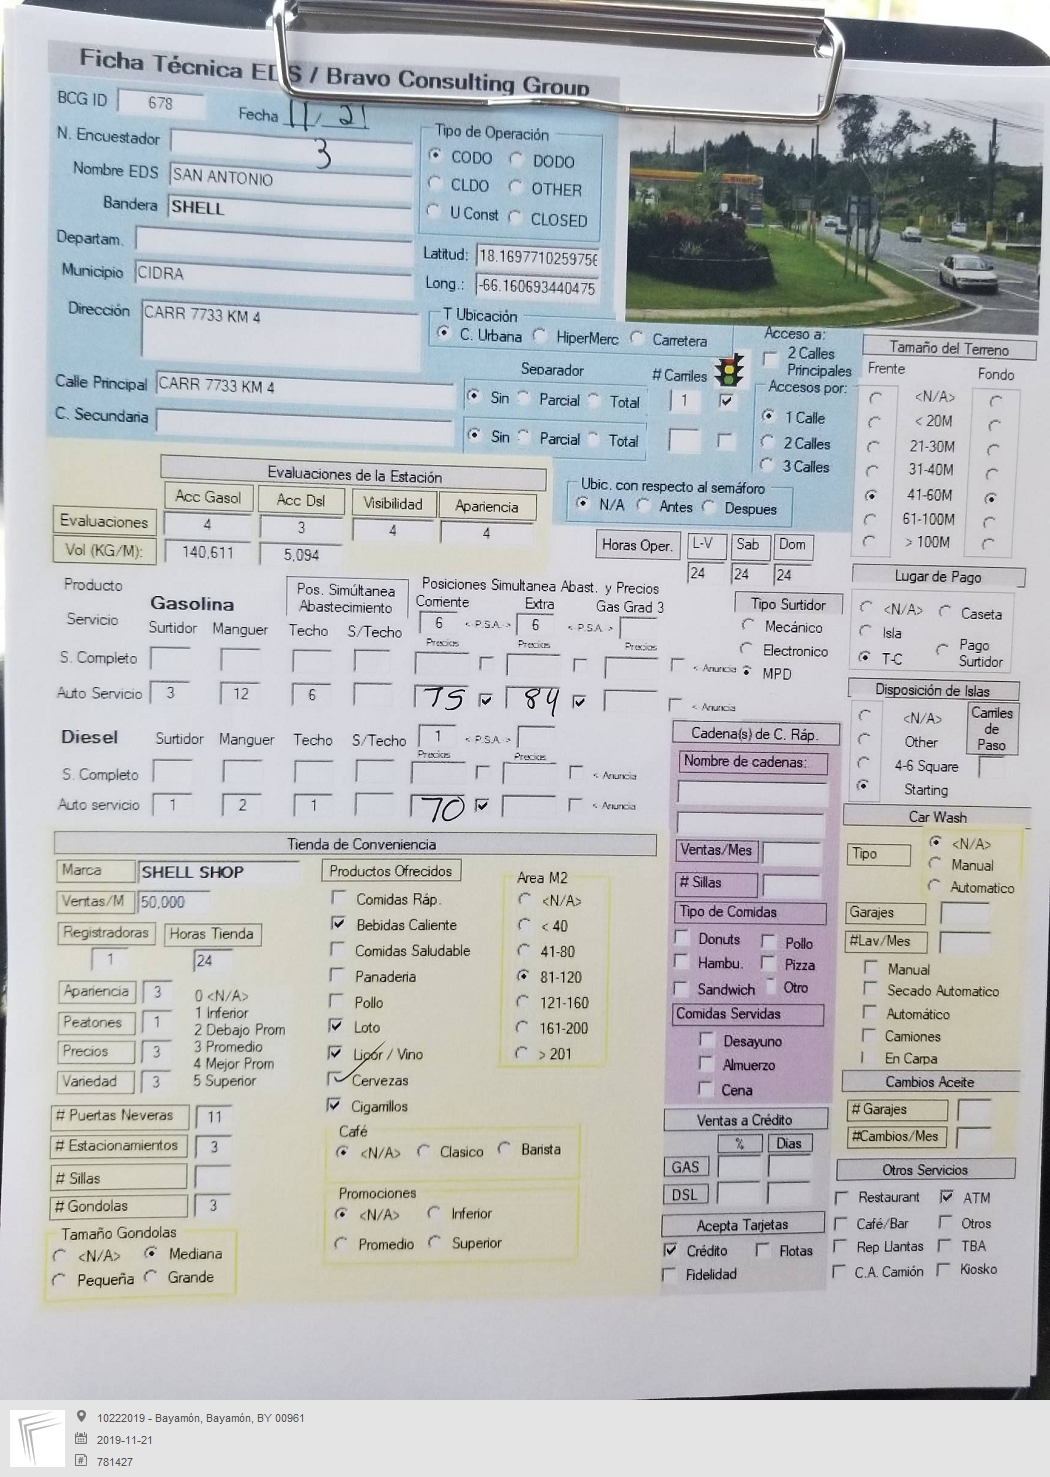 Ficha Técnica EDS / Bravo Consulting Group
BCG ID 678 Fecha 11/21
N. Encuestador 3
Nombre EDS SAN ANTONIO
Bandera SHELL
Departam.
Municipio CIDRA
Dirección CARR 7733 KM 4
Calle Principal CARR 7733 KM 4
C. Secundaria
Tipo de Operación
CODO DODO
CLDO OTHER
U Const CLOSED
Latitud: 18.1697710259756
Long.: -66.160693440475
T Ubicación
C. Urbana HiperMerc Carretera
Separador # Carriles
Sin Parcial Total 1
Sin Parcial Total
Acceso a:
2 Calles
Principales
Accesos por:
1 Calle
2 Calles
3 Calles
Ubic. con respecto al semáforo
N/A Antes Despues
Tamaño del Terreno
Frente Fondo
<N/A>
< 20M
21-30M
31-40M
41-60M
61-100M
> 100M
Evaluaciones de la Estación
Acc Gasol Acc Dsl Visibilidad Apariencia
Evaluaciones 4 3 4 4
Vol (KG/M): 140,611 5,094
Horas Oper. L-V Sab Dom
24 24 24
Lugar de Pago
<N/A> Caseta
Isla
T-C Pago
Surtidor
Producto Pos. Simúltanea
Abastecimiento
Posiciones Simultanea Abast. y Precios
Servicio Gasolina Corriente Extra Gas Grad 3
6 < P.S.A. > 6 < P.S.A. >
Surtidor Manguer Techo S/Techo Precios Precios Precios
S. Completo < Anuncia
Auto Servicio 3 12 6 75 84 < Anuncia
Tipo Surtidor
Mecánico
Electronico
MPD
Disposición de Islas
<N/A>
Other
4-6 Square
Starting
Carriles
de
Paso
Diesel Surtidor Manguer Techo S/Techo 1 < P.S.A. >
Precios Precios
S. Completo < Anuncia
Auto servicio 1 2 1 70 < Anuncia
Cadena(s) de C. Ráp.
Nombre de cadenas:
Ventas/Mes
# Sillas
Tipo de Comidas
Donuts Pollo
Hambu. Pizza
Sandwich Otro
Comidas Servidas
Desayuno
Almuerzo
Cena
Car Wash
Tipo <N/A>
Manual
Automatico
Garajes
#Lav/Mes
Manual
Secado Automatico
Automático
Camiones
En Carpa
Cambios Aceite
# Garajes
#Cambios/Mes
Tienda de Conveniencia
Marca SHELL SHOP
Ventas/M 50,000
Registradoras Horas Tienda
1 24
Apariencia 3
Peatones 1
Precios 3
Variedad 3
0 <N/A>
1 Inferior
2 Debajo Prom
3 Promedio
4 Mejor Prom
5 Superior
# Puertas Neveras 11
# Estacionamientos 3
# Sillas
# Gondolas 3
Tamaño Gondolas
<N/A> Mediana
Pequeña Grande
Productos Ofrecidos
Comidas Ráp.
Bebidas Caliente
Comidas Saludable
Panaderia
Pollo
Loto
Licor / Vino
Cervezas
Cigarrillos
Area M2
<N/A>
< 40
41-80
81-120
121-160
161-200
> 201
Café
<N/A> Clasico Barista
Promociones
<N/A> Inferior
Promedio Superior
Ventas a Crédito
% Dias
GAS
DSL
Acepta Tarjetas
Crédito Flotas
Fidelidad
Otros Servicios
Restaurant ATM
Café/Bar Otros
Rep Llantas TBA
C.A. Camión Kiosko
10222019 - Bayamón, Bayamón, BY 00961
2019-11-21
781427